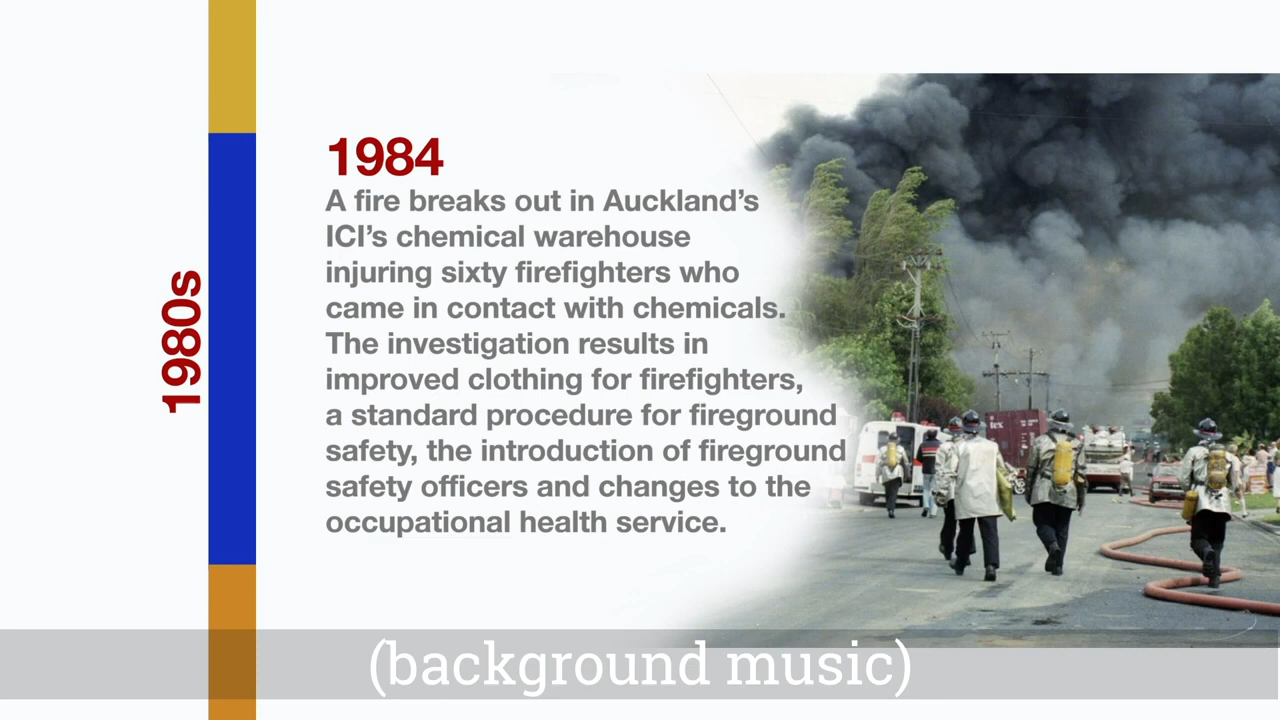 1980s
1984
A fire breaks out in Auckland’s
ICI’s chemical warehouse
injuring sixty firefighters who
came in contact with chemicals.
The investigation results in
improved clothing for firefighters,
a standard procedure for fireground
safety, the introduction of fireground
safety officers and changes to the
occupational health service.
(background music)